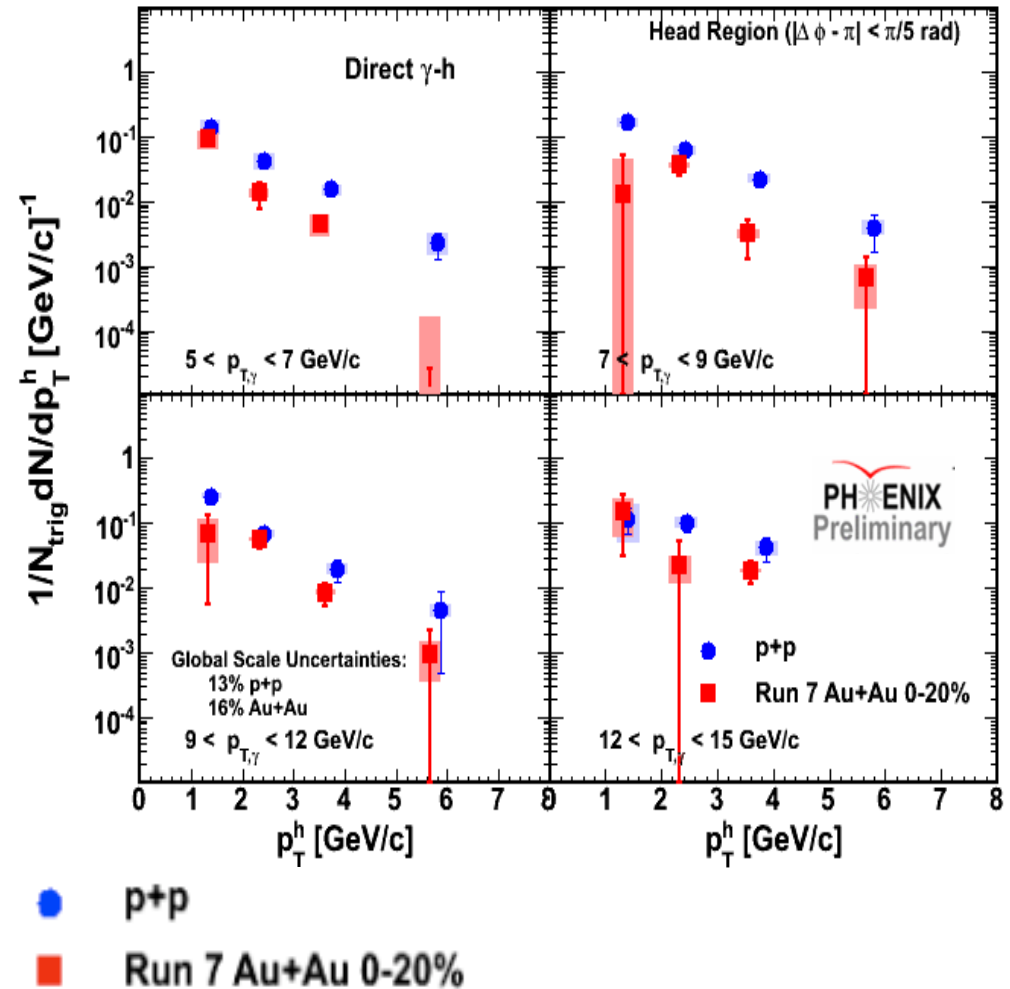 Direct γ-h
Head Region (|Δ ϕ - π| < π/5 rad)
1
10^-1
10^-2
10^-3
10^-4
5 < p_T,γ < 7 GeV/c
7 < p_T,γ < 9 GeV/c
1/N_trig dN/dp_T^h [GeV/c]^-1
1
10^-1
10^-2
10^-3
10^-4
PHENIX
Preliminary
p+p
Run 7 Au+Au 0-20%
Global Scale Uncertainties:
13% p+p
16% Au+Au
9 < p_T,γ < 12 GeV/c
12 < p_T,γ < 15 GeV/c
0 1 2 3 4 5 6 7 8 1 2 3 4 5 6 7 8
p_T^h [GeV/c]
p_T^h [GeV/c]
p+p
Run 7 Au+Au 0-20%